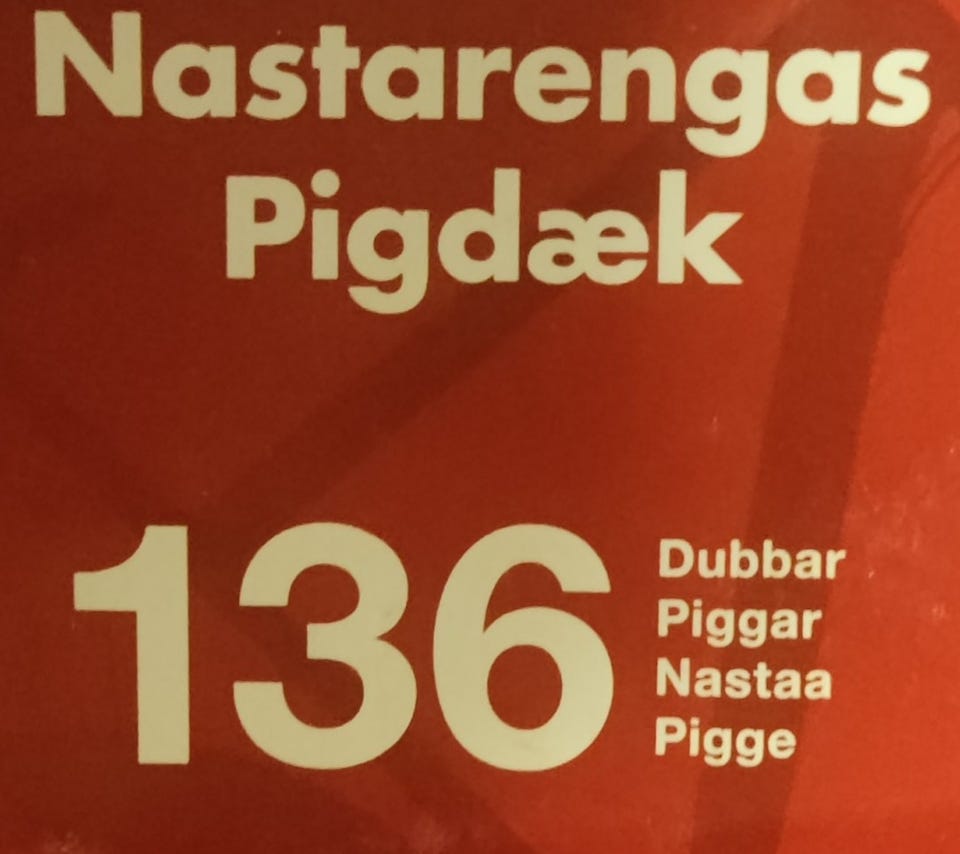 Nastarengas
Pigdæk
136
Dubbar
Piggar
Nastaa
Pigge